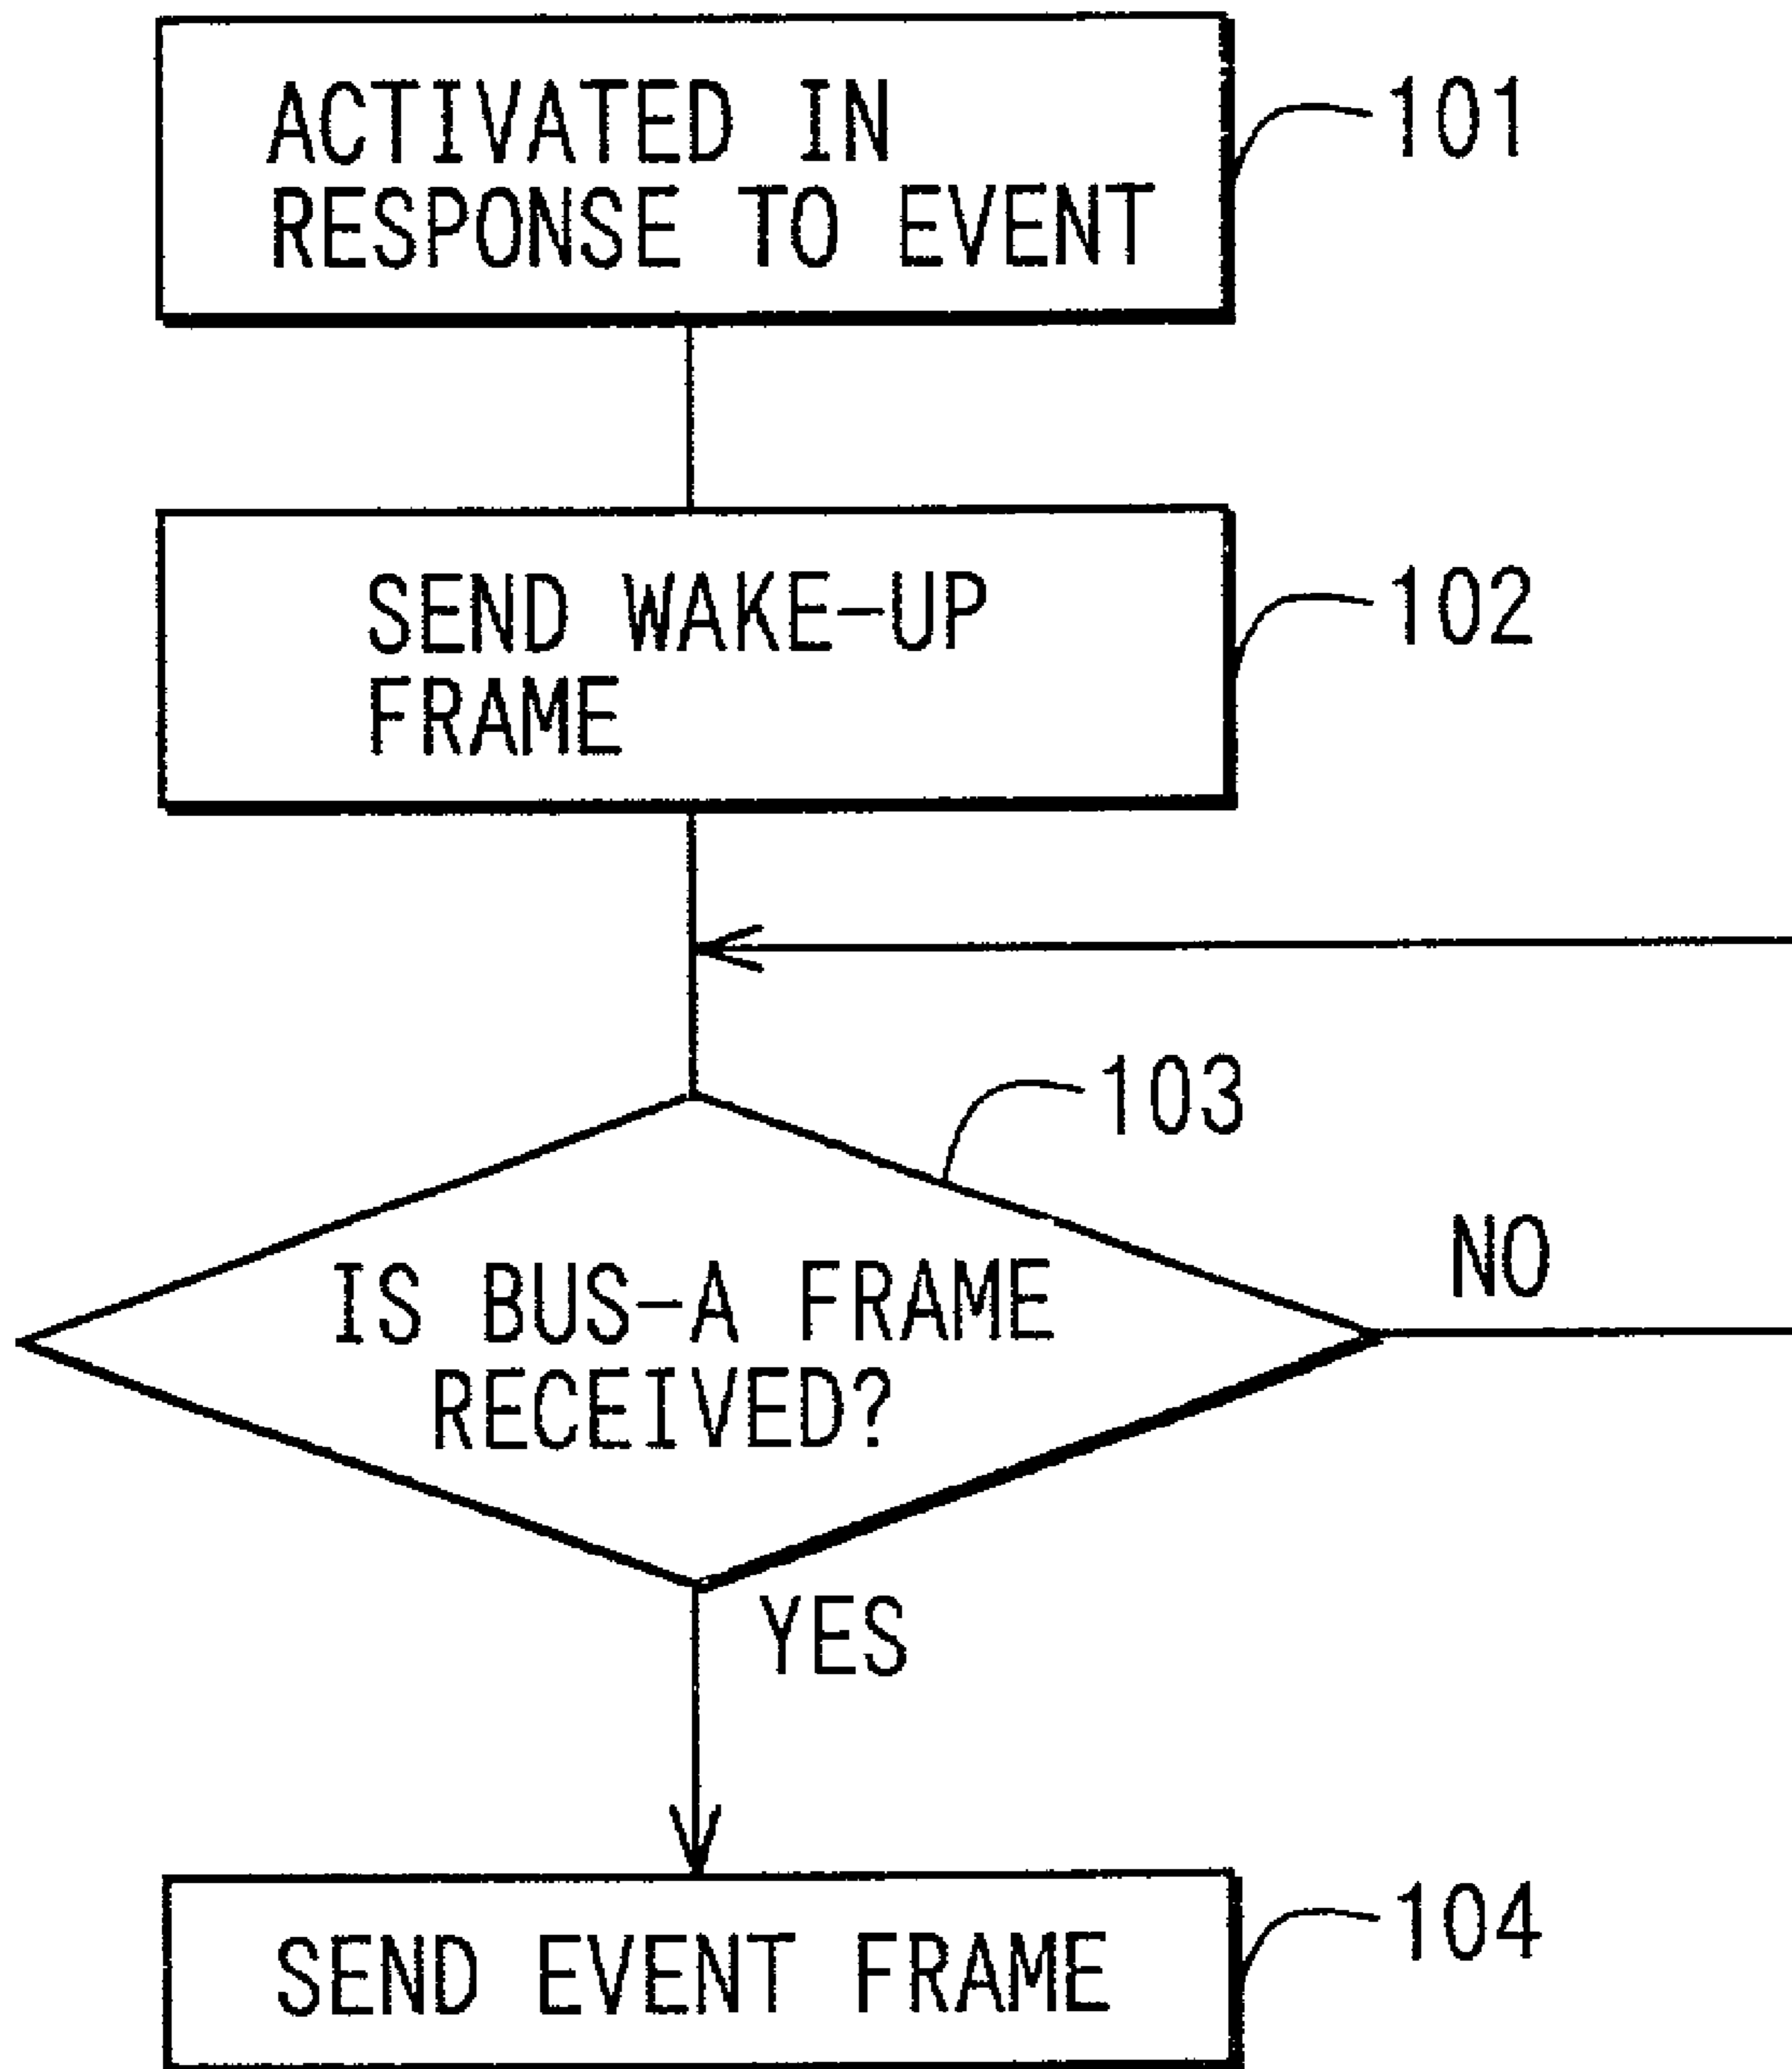 ACTIVATED IN
RESPONSE TO EVENT
101
SEND WAKE-UP
FRAME
102
103
IS BUS-A FRAME
RECEIVED?
NO
YES
SEND EVENT FRAME
104